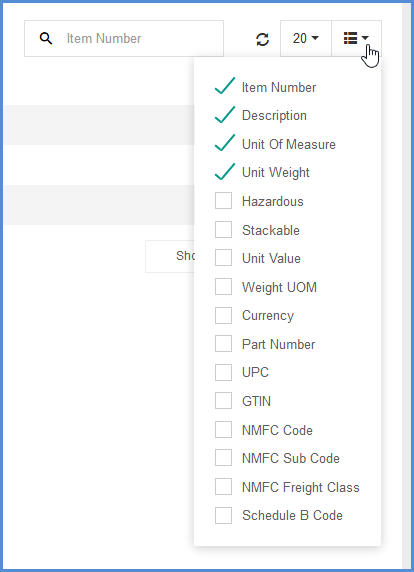 Item Number
20
Item Number
Description
Unit Of Measure
Unit Weight
Hazardous
Stackable
Unit Value
Weight UOM
Currency
Part Number
UPC
GTIN
NMFC Code
NMFC Sub Code
NMFC Freight Class
Schedule B Code